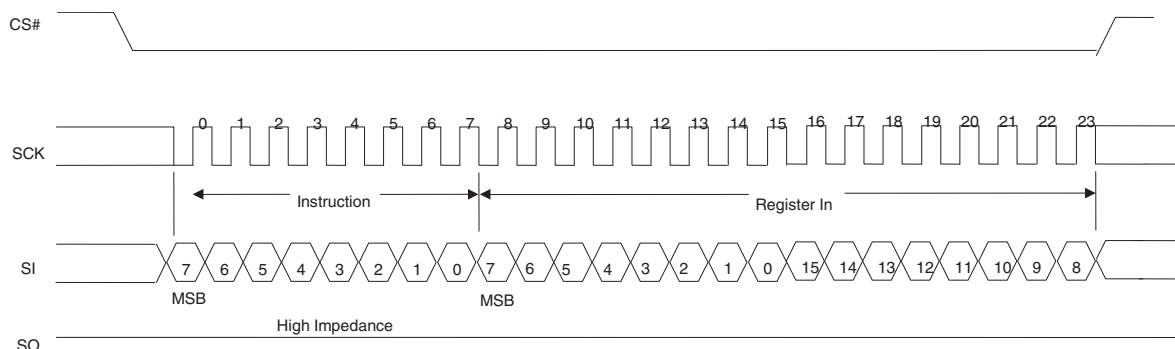 CS#
0 1 2 3 4 5 6 7 8 9 10 11 12 13 14 15 16 17 18 19 20 21 22 23
SCK
Instruction
Register In
SI
7 6 5 4 3 2 1 0 7 6 5 4 3 2 1 0 15 14 13 12 11 10 9 8
MSB
MSB
High Impedance
SO